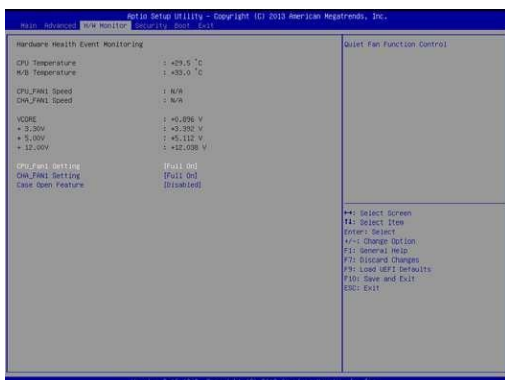 Aptio Setup Utility - Copyright (C) 2013 American Megatrends, Inc.
Main Advanced H/W Monitor Security Boot Exit
Hardware Health Event Monitoring
Quiet Fan Function Control
CPU Temperature : +29.5 °C
M/B Temperature : +33.0 °C
CPU_FAN1 Speed : N/A
CHA_FAN1 Speed : N/A
VCORE : +0.896 V
+ 3.30V : +3.392 V
+ 5.00V : +5.112 V
+ 12.00V : +12.038 V
CPU_Fan1 Setting [Full On]
CHA_FAN1 Setting [Full On]
Case Open Feature [Disabled]
→←: Select Screen
↑↓: Select Item
Enter: Select
+/-: Change Option
F1: General Help
F7: Discard Changes
F9: Load UEFI Defaults
F10: Save and Exit
ESC: Exit